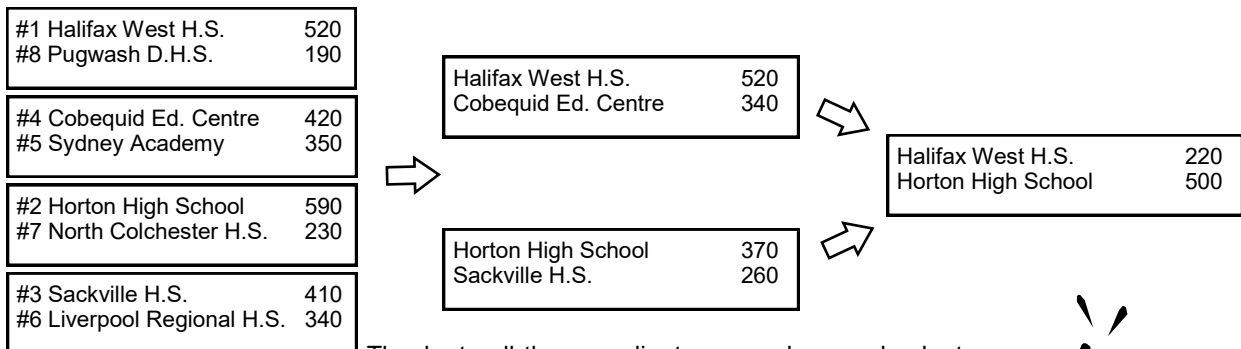 #1 Halifax West H.S. 520
#8 Pugwash D.H.S. 190
#4 Cobequid Ed. Centre 420
#5 Sydney Academy 350
#2 Horton High School 590
#7 North Colchester H.S. 230
#3 Sackville H.S. 410
#6 Liverpool Regional H.S. 340
Halifax West H.S. 520
Cobequid Ed. Centre 340
Horton High School 370
Sackville H.S. 260
Halifax West H.S. 220
Horton High School 500